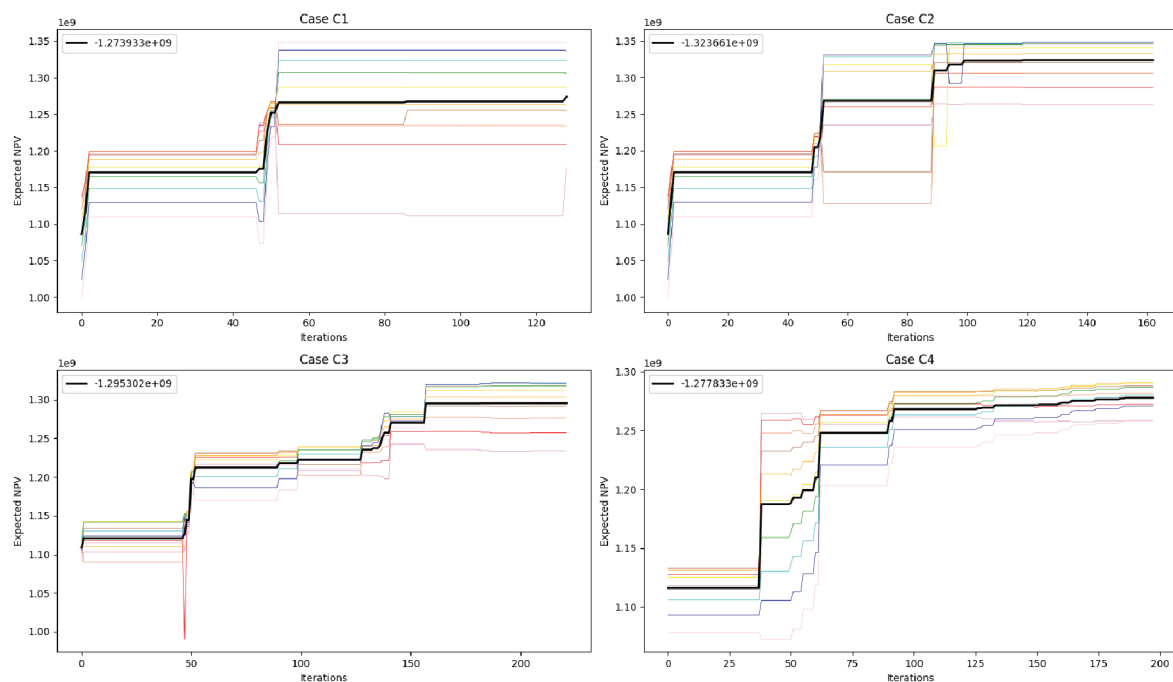 Case C1
1e9
-1.273933e+09
1.35
1.30
1.25
1.20
1.15
1.10
1.05
1.00
Expected NPV
0 20 40 60 80 100 120
Iterations
Case C2
1e9
-1.323661e+09
1.35
1.30
1.25
1.20
1.15
1.10
1.05
1.00
Expected NPV
0 20 40 60 80 100 120 140 160
Iterations
Case C3
1e9
-1.295302e+09
1.30
1.25
1.20
1.15
1.10
1.05
1.00
Expected NPV
0 50 100 150 200
Iterations
Case C4
1e9
-1.277833e+09
1.30
1.25
1.20
1.15
1.10
1.05
Expected NPV
0 25 50 75 100 125 150 175 200
Iterations